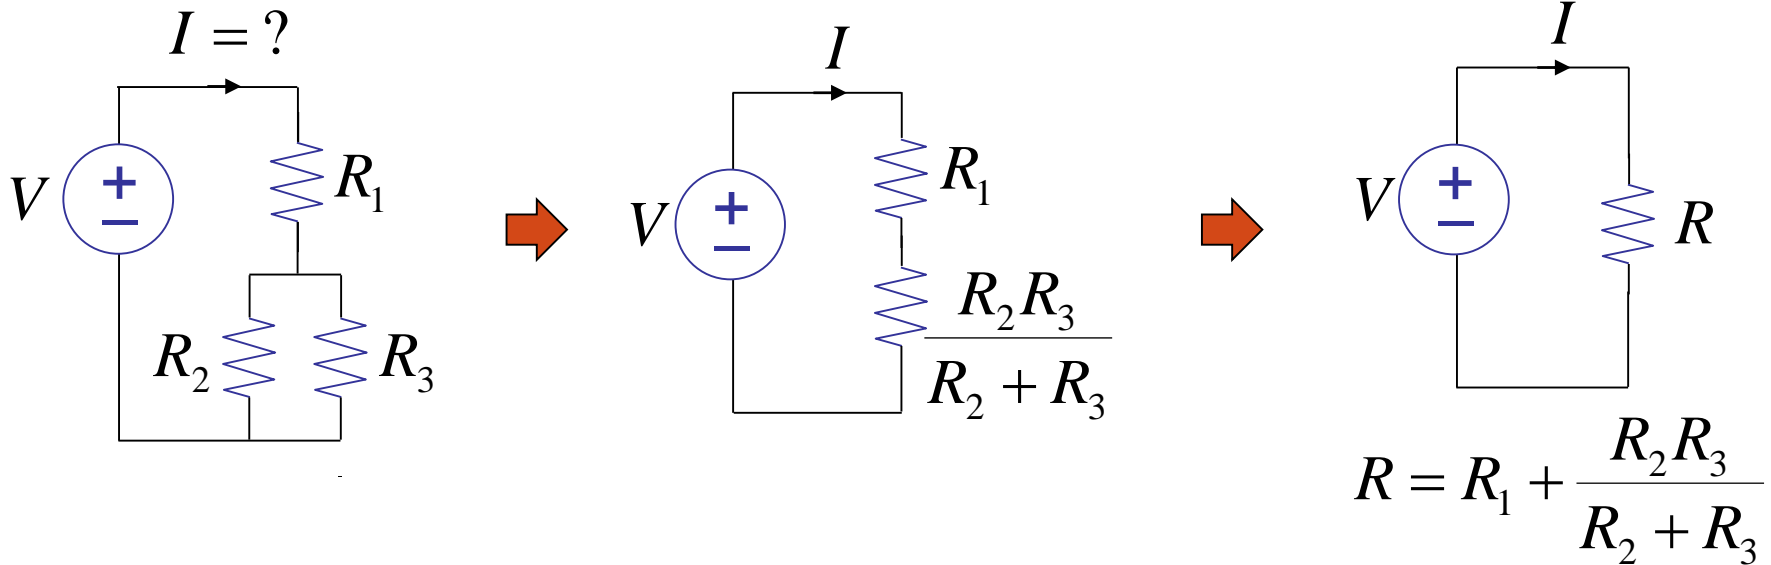 I = ?
V
+
−
R₁
R₂
R₃
I
V
+
−
R₁
R₂R₃
R₂ + R₃
I
V
+
−
R
R = R₁ + R₂R₃ / R₂ + R₃